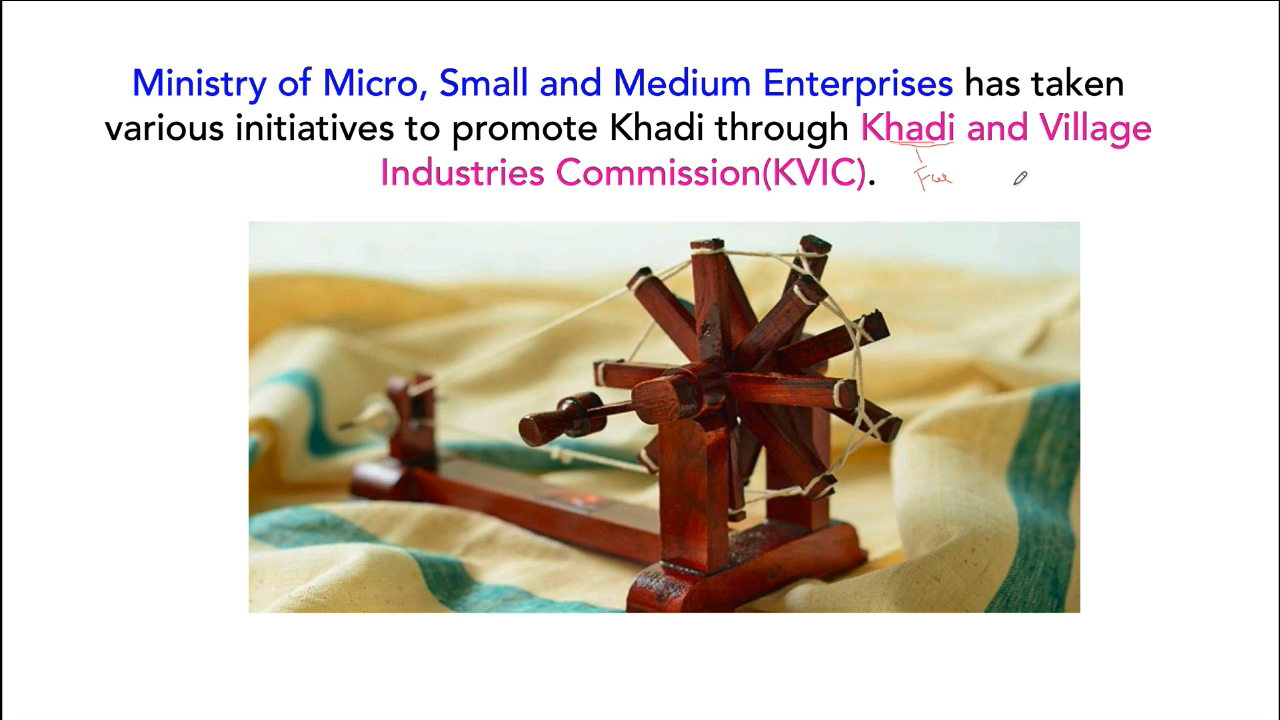 Ministry of Micro, Small and Medium Enterprises has taken
various initiatives to promote Khadi through Khadi and Village
Industries Commission(KVIC).